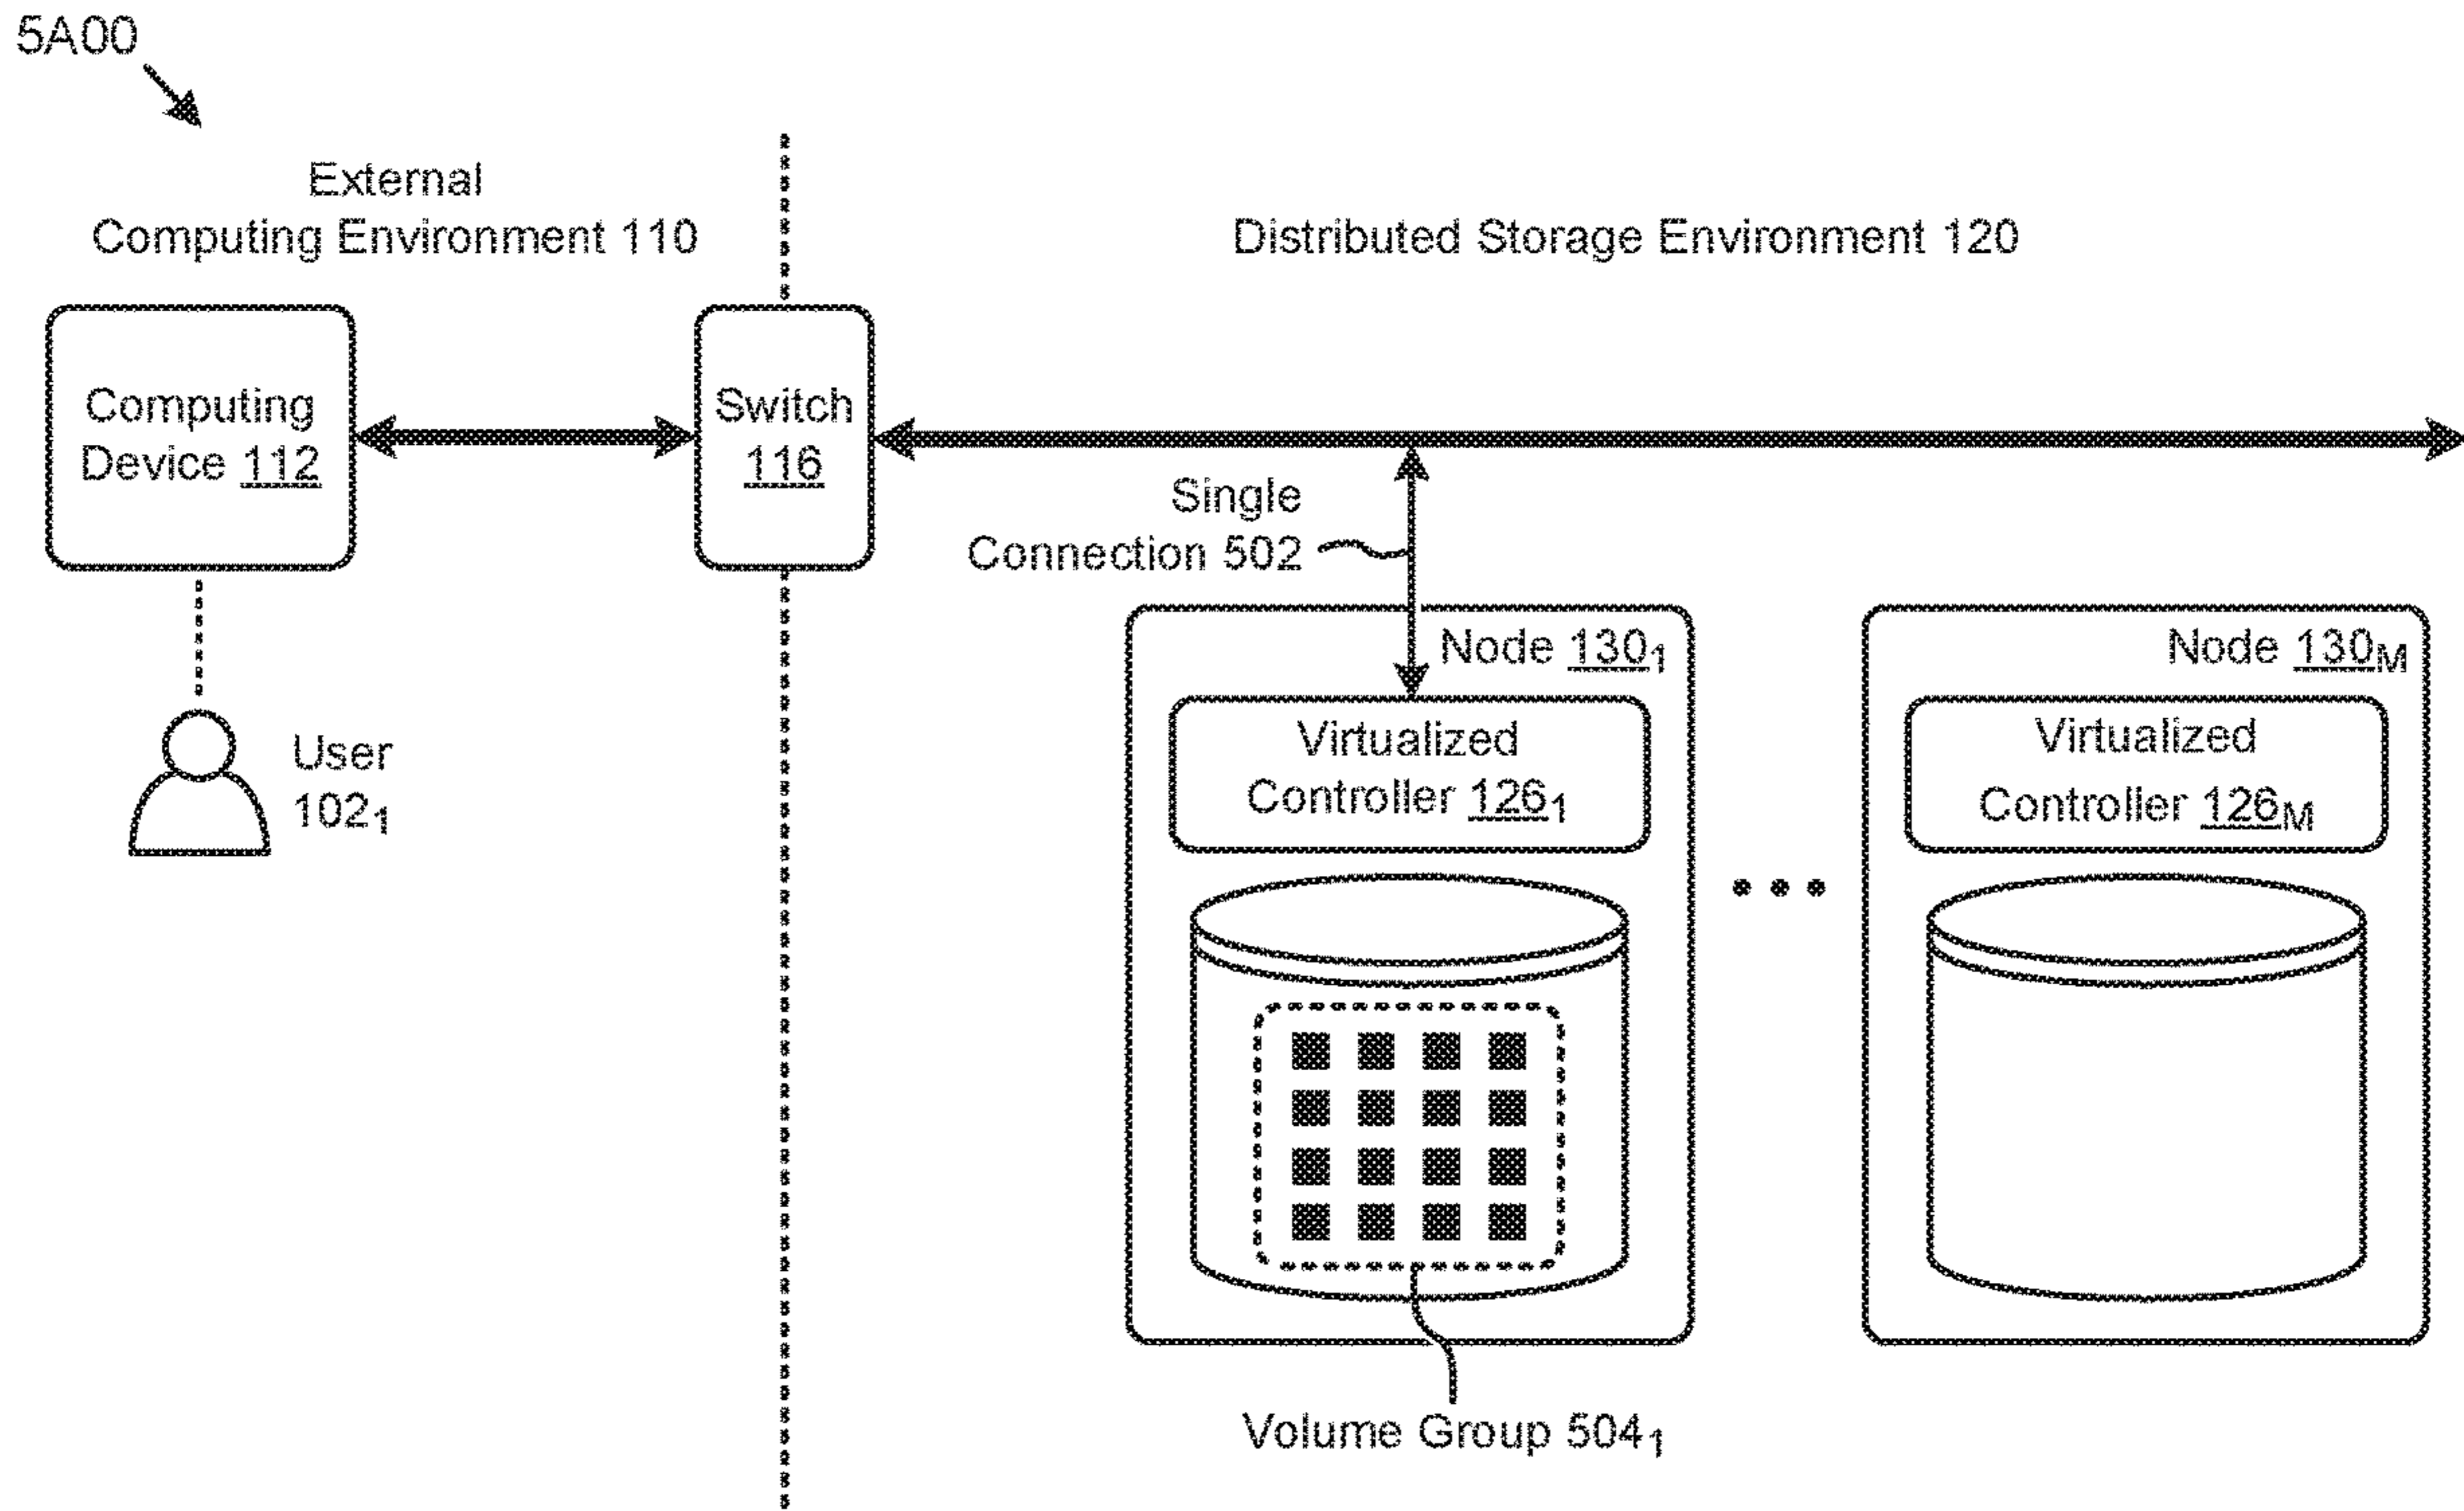 5A00
External
Computing Environment 110
Distributed Storage Environment 120
Computing
Device 112
Switch
116
Single
Connection 502
User
102₁
Node 130₁
Virtualized
Controller 126₁
Node 130M
Virtualized
Controller 126M
Volume Group 504₁